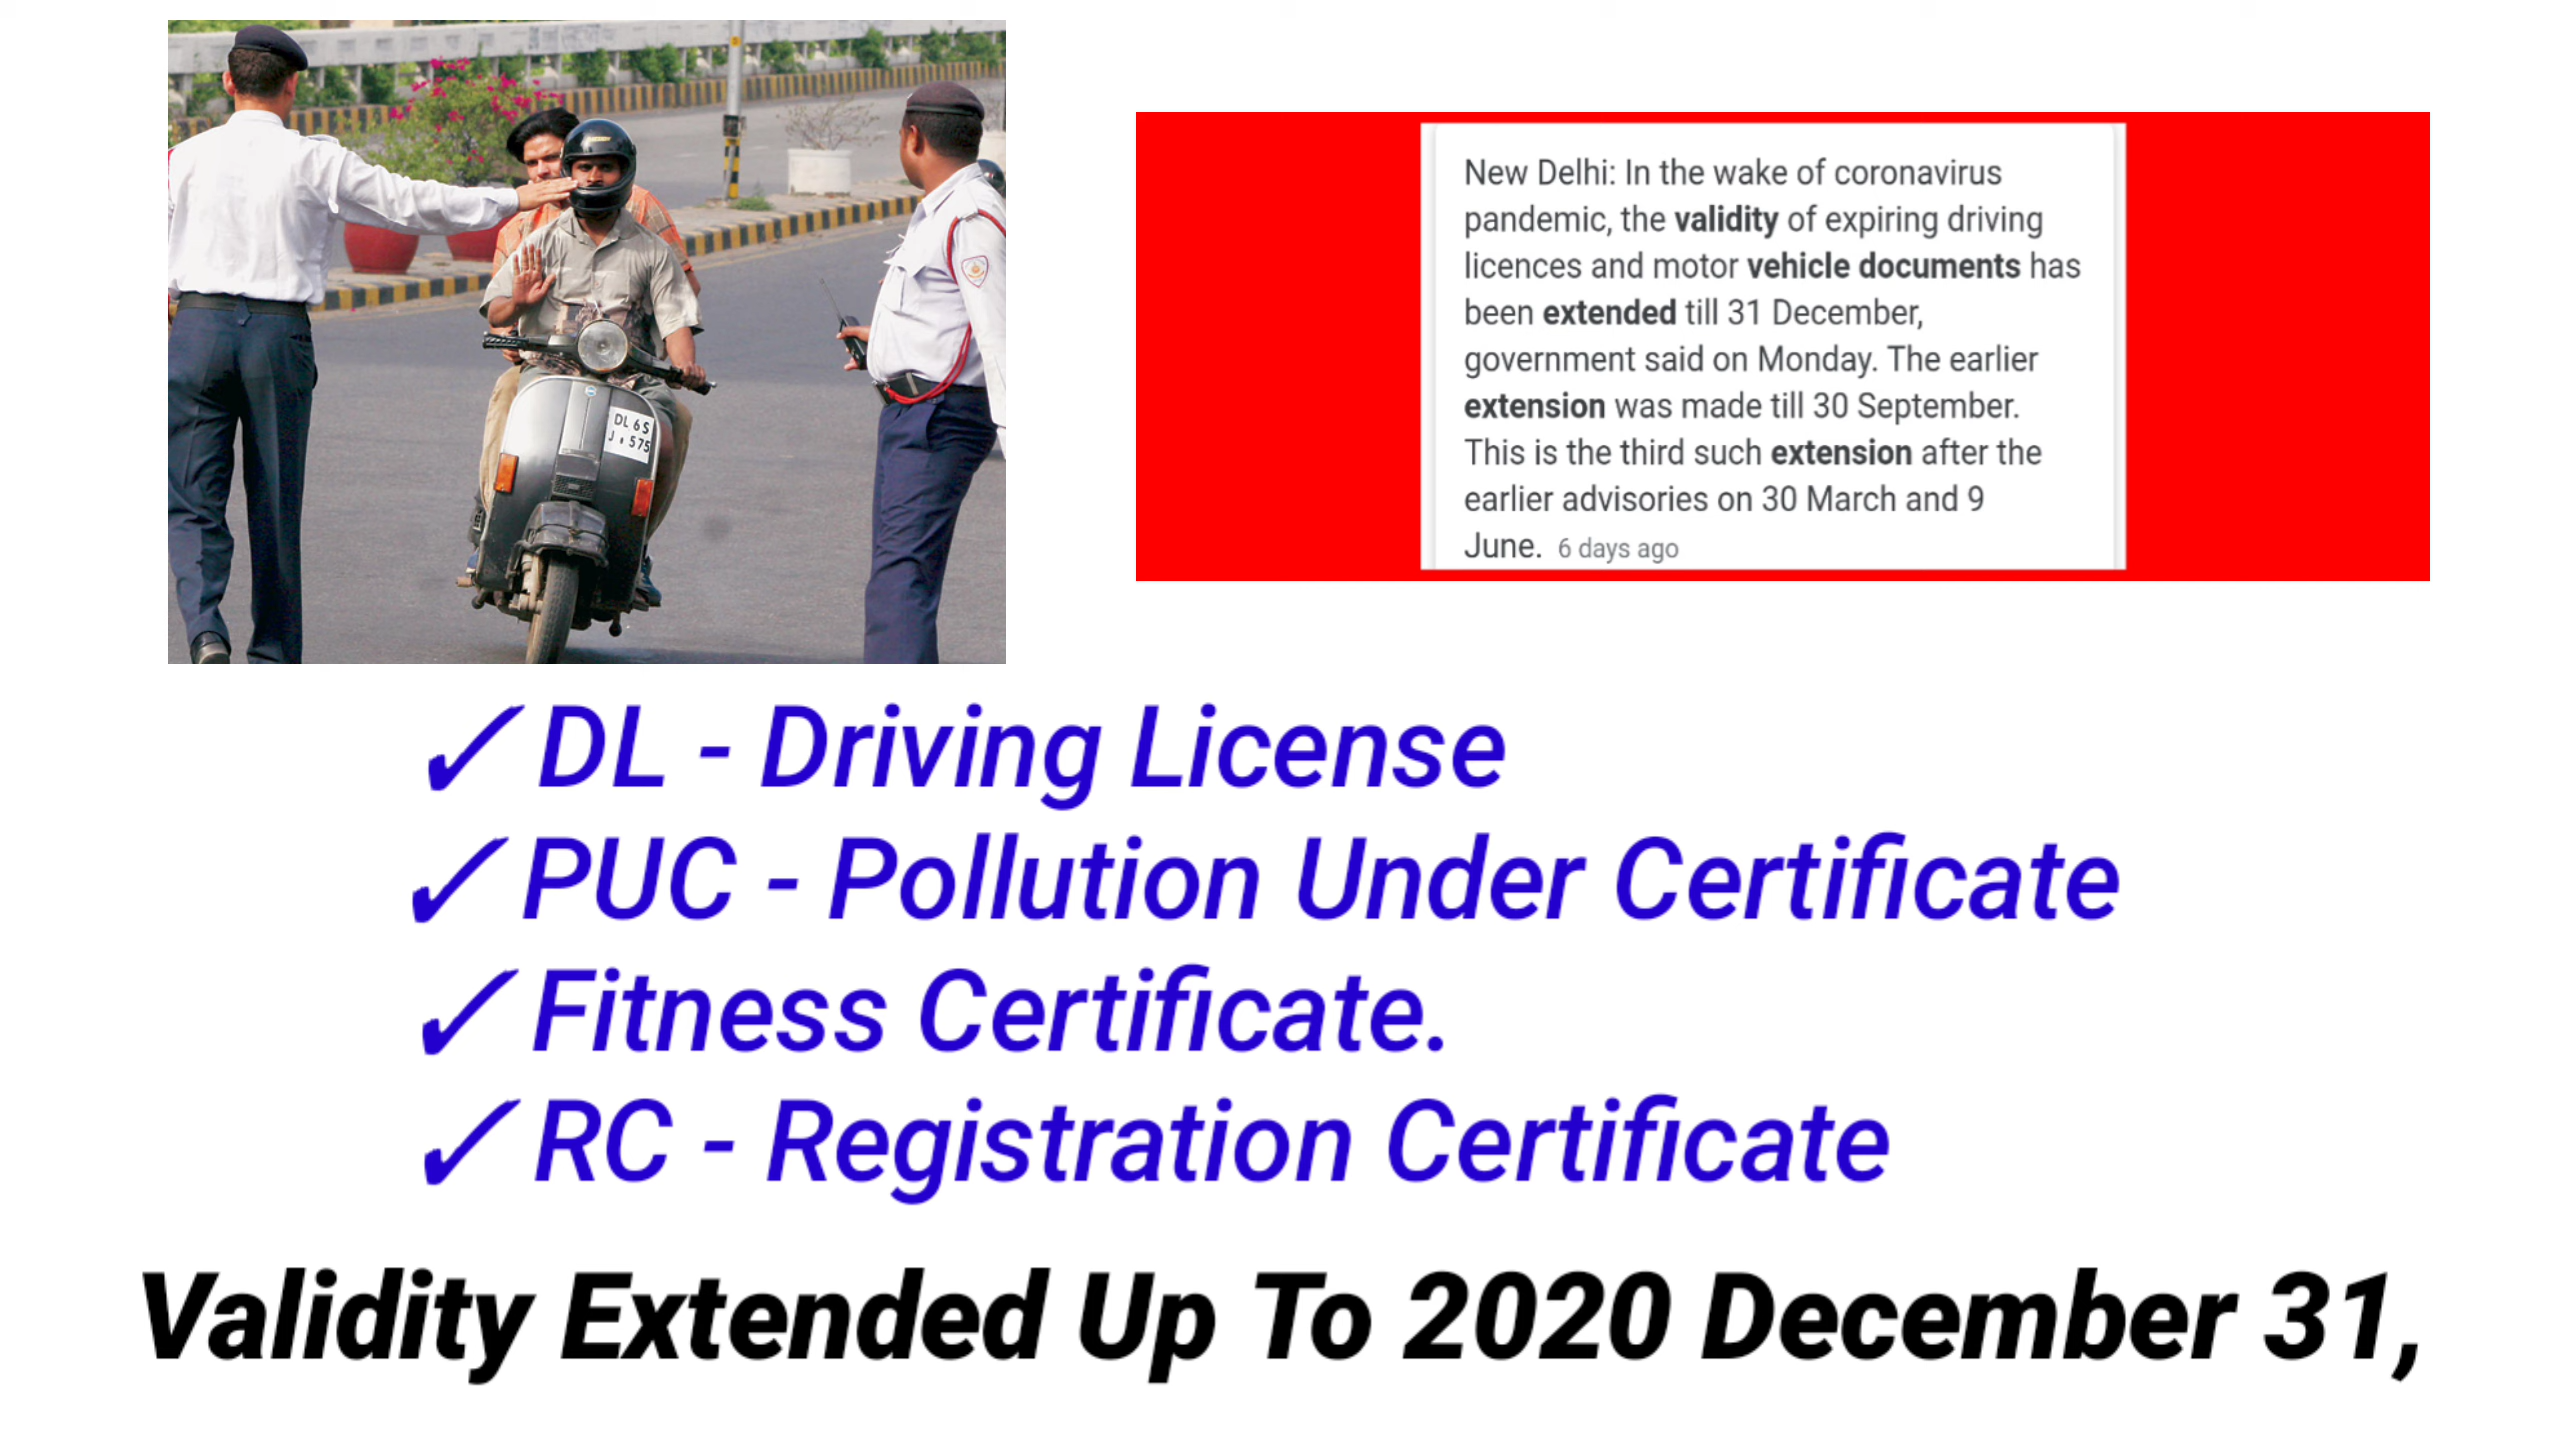 DL 6S
J 575
New Delhi: In the wake of coronavirus
pandemic, the validity of expiring driving
licences and motor vehicle documents has
been extended till 31 December,
government said on Monday. The earlier
extension was made till 30 September.
This is the third such extension after the
earlier advisories on 30 March and 9
June. 6 days ago
✓ DL - Driving License
✓ PUC - Pollution Under Certificate
✓ Fitness Certificate.
✓ RC - Registration Certificate
Validity Extended Up To 2020 December 31,